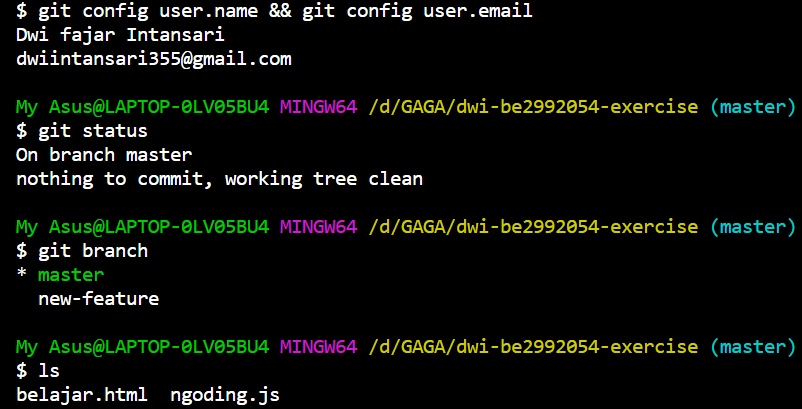 $ git config user.name && git config user.email
Dwi fajar Intansari
dwiintansari355@gmail.com
My Asus@LAPTOP-0LV05BU4 MINGW64 /d/GAGA/dwi-be2992054-exercise (master)
$ git status
On branch master
nothing to commit, working tree clean
My Asus@LAPTOP-0LV05BU4 MINGW64 /d/GAGA/dwi-be2992054-exercise (master)
$ git branch
* master
  new-feature
My Asus@LAPTOP-0LV05BU4 MINGW64 /d/GAGA/dwi-be2992054-exercise (master)
$ ls
belajar.html  ngoding.js